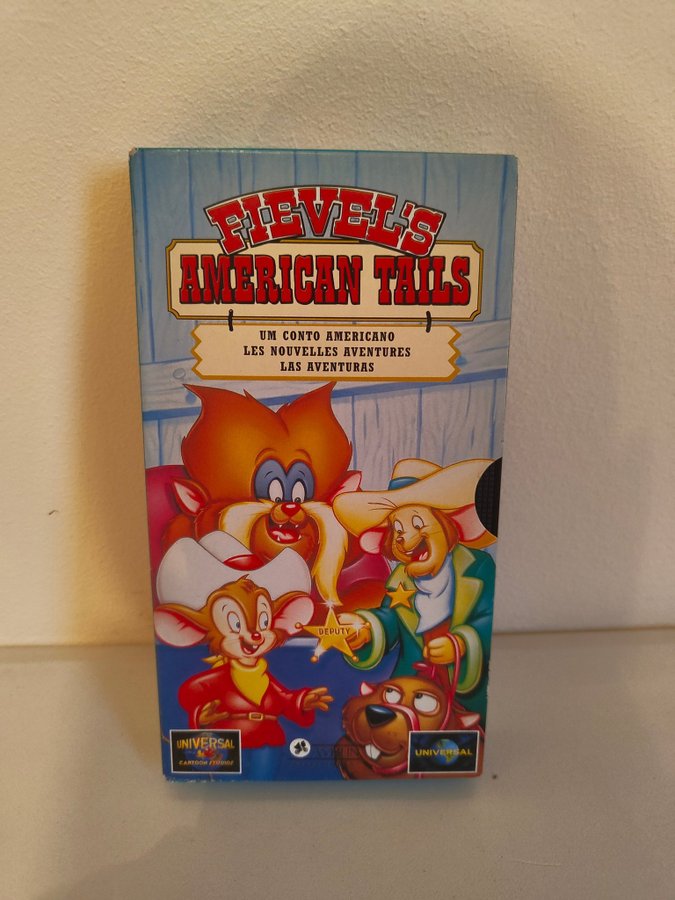 FIEVEL'S
AMERICAN TAILS
UM CONTO AMERICANO
LES NOUVELLES AVENTURES
LAS AVENTURAS
DEPUTY
UNIVERSAL
CARTOON STUDIOS
UNIVERSAL